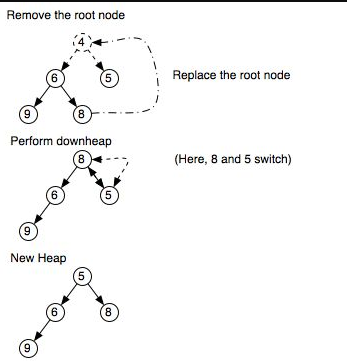 Remove the root node
4
6 5
Replace the root node
9 8
Perform downheap
8
(Here, 8 and 5 switch)
6 5
9
New Heap
5
6 8
9